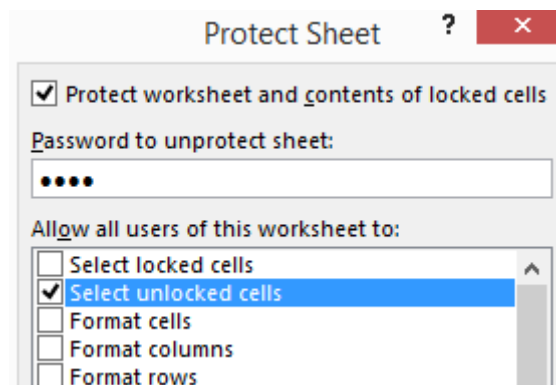 Protect Sheet ? ×
Protect worksheet and contents of locked cells
Password to unprotect sheet:
••••
Allow all users of this worksheet to:
Select locked cells
Select unlocked cells
Format cells
Format columns
Format rows